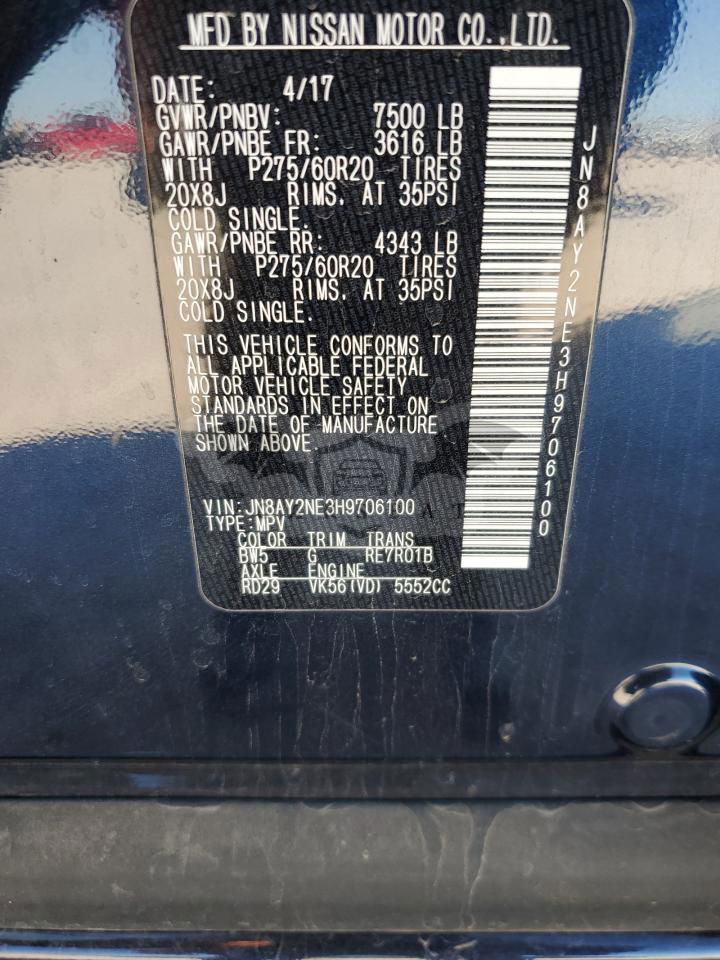 MFD BY NISSAN MOTOR CO.,LTD.
DATE: 4/17
GVWR/PNBV: 7500 LB
GAWR/PNBE FR: 3616 LB
WITH P275/60R20 TIRES
20X8J RIMS, AT 35PSI
COLD SINGLE.
GAWR/PNBE RR: 4343 LB
WITH P275/60R20 TIRES
20X8J RIMS, AT 35PSI
COLD SINGLE.
THIS VEHICLE CONFORMS TO
ALL APPLICABLE FEDERAL
MOTOR VEHICLE SAFETY
STANDARDS IN EFFECT ON
THE DATE OF MANUFACTURE
SHOWN ABOVE.
VIN:JN8AY2NE3H9706100
TYPE:MPV
COLOR TRIM TRANS
BW5 G RE7R01B
AXLE ENGINE
RD29 VK56(VD) 5552CC
JN8AY2NE3H9706100